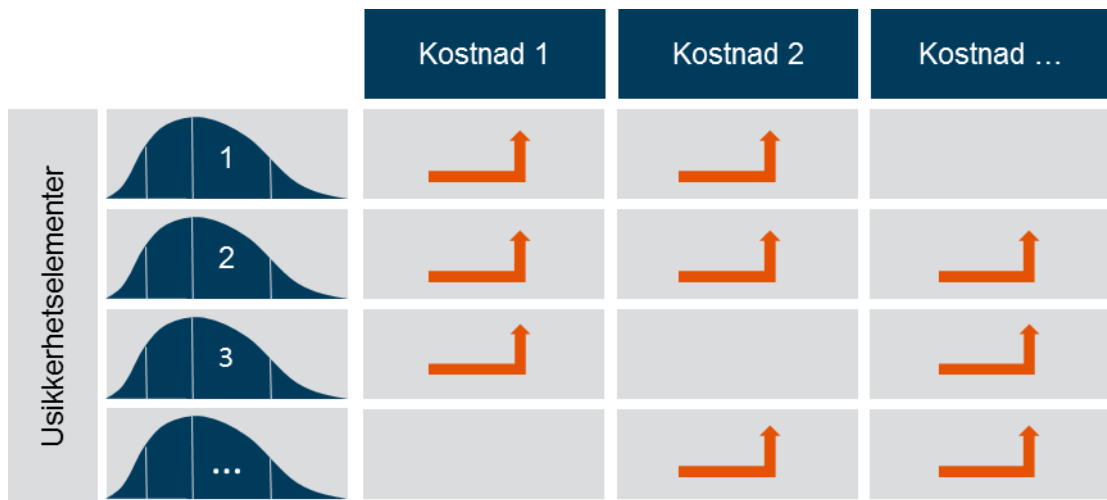 Kostnad 1
Kostnad 2
Kostnad …
Usikkerhetselementer
1
2
3
…